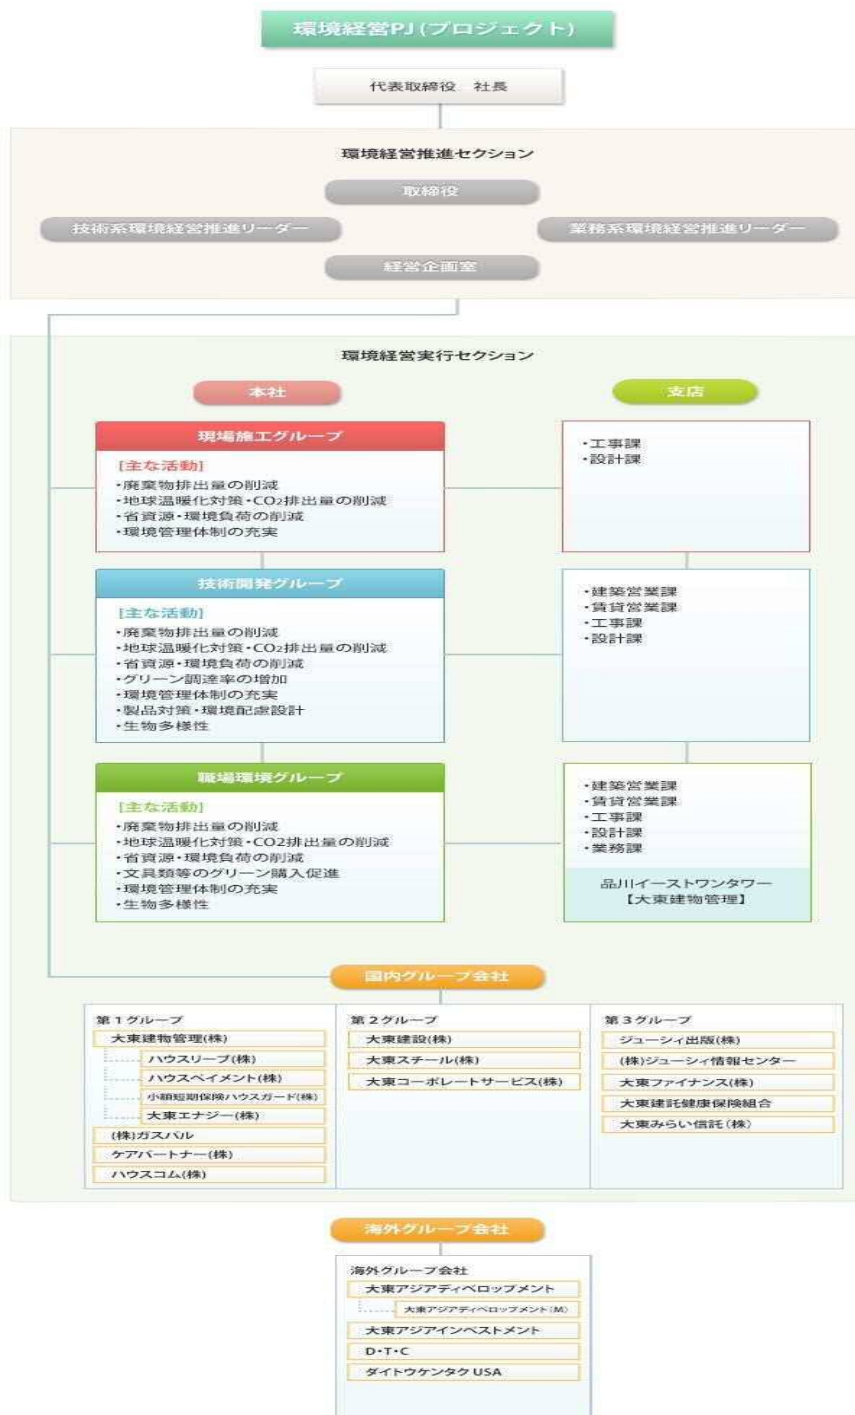 環境経営PJ(プロジェクト)
代表取締役　社長
環境経営推進セクション
取締役
技術系環境経営推進リーダー
業務系環境経営推進リーダー
経営企画室
環境経営実行セクション
本社
支店
現場施工グループ
[主な活動]
・廃棄物排出量の削減
・地球温暖化対策・CO2排出量の削減
・省資源・環境負荷の削減
・環境管理体制の充実
・工事課
・設計課
技術開発グループ
[主な活動]
・廃棄物排出量の削減
・地球温暖化対策・CO2排出量の削減
・省資源・環境負荷の削減
・グリーン調達率の増加
・環境管理体制の充実
・製品対策・環境配慮設計
・生物多様性
・建築営業課
・賃貸営業課
・工事課
・設計課
職場環境グループ
[主な活動]
・廃棄物排出量の削減
・地球温暖化対策・CO2排出量の削減
・省資源・環境負荷の削減
・文具類等のグリーン購入促進
・環境管理体制の充実
・生物多様性
・建築営業課
・賃貸営業課
・工事課
・設計課
・業務課
品川イーストワンタワー
【大東建物管理】
国内グループ会社
第1グループ
大東建物管理(株)
ハウスリーブ(株)
ハウスペイメント(株)
小額短期保険ハウスガード(株)
大東エナジー(株)
(株)ガスパル
ケアパートナー(株)
ハウスコム(株)
第2グループ
大東建設(株)
大東スチール(株)
大東コーポレートサービス(株)
第3グループ
ジューシィ出版(株)
(株)ジューシィ情報センター
大東ファイナンス(株)
大東建託健康保険組合
大東みらい信託(株)
海外グループ会社
海外グループ会社
大東アジアディベロップメント
大東アジアディベロップメント(M)
大東アジアインベストメント
D・T・C
ダイトウケンタク USA